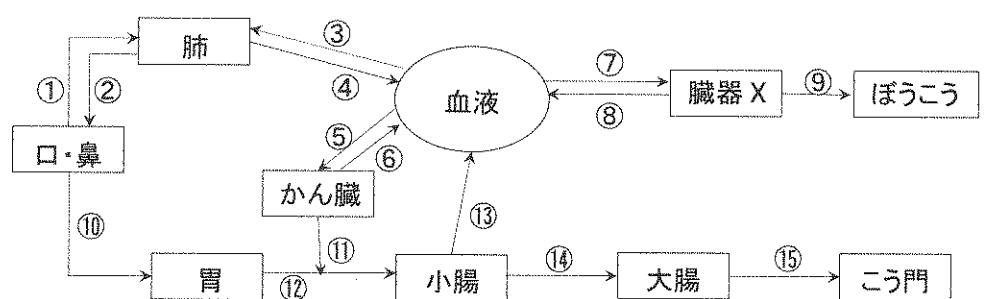 肺
③
①
②
④
血液
⑦
臓器X
⑨
ぼうこう
⑧
口・鼻
⑤
⑥
かん臓
⑩
⑪
⑬
胃
⑫
小腸
⑭
大腸
⑮
こう門